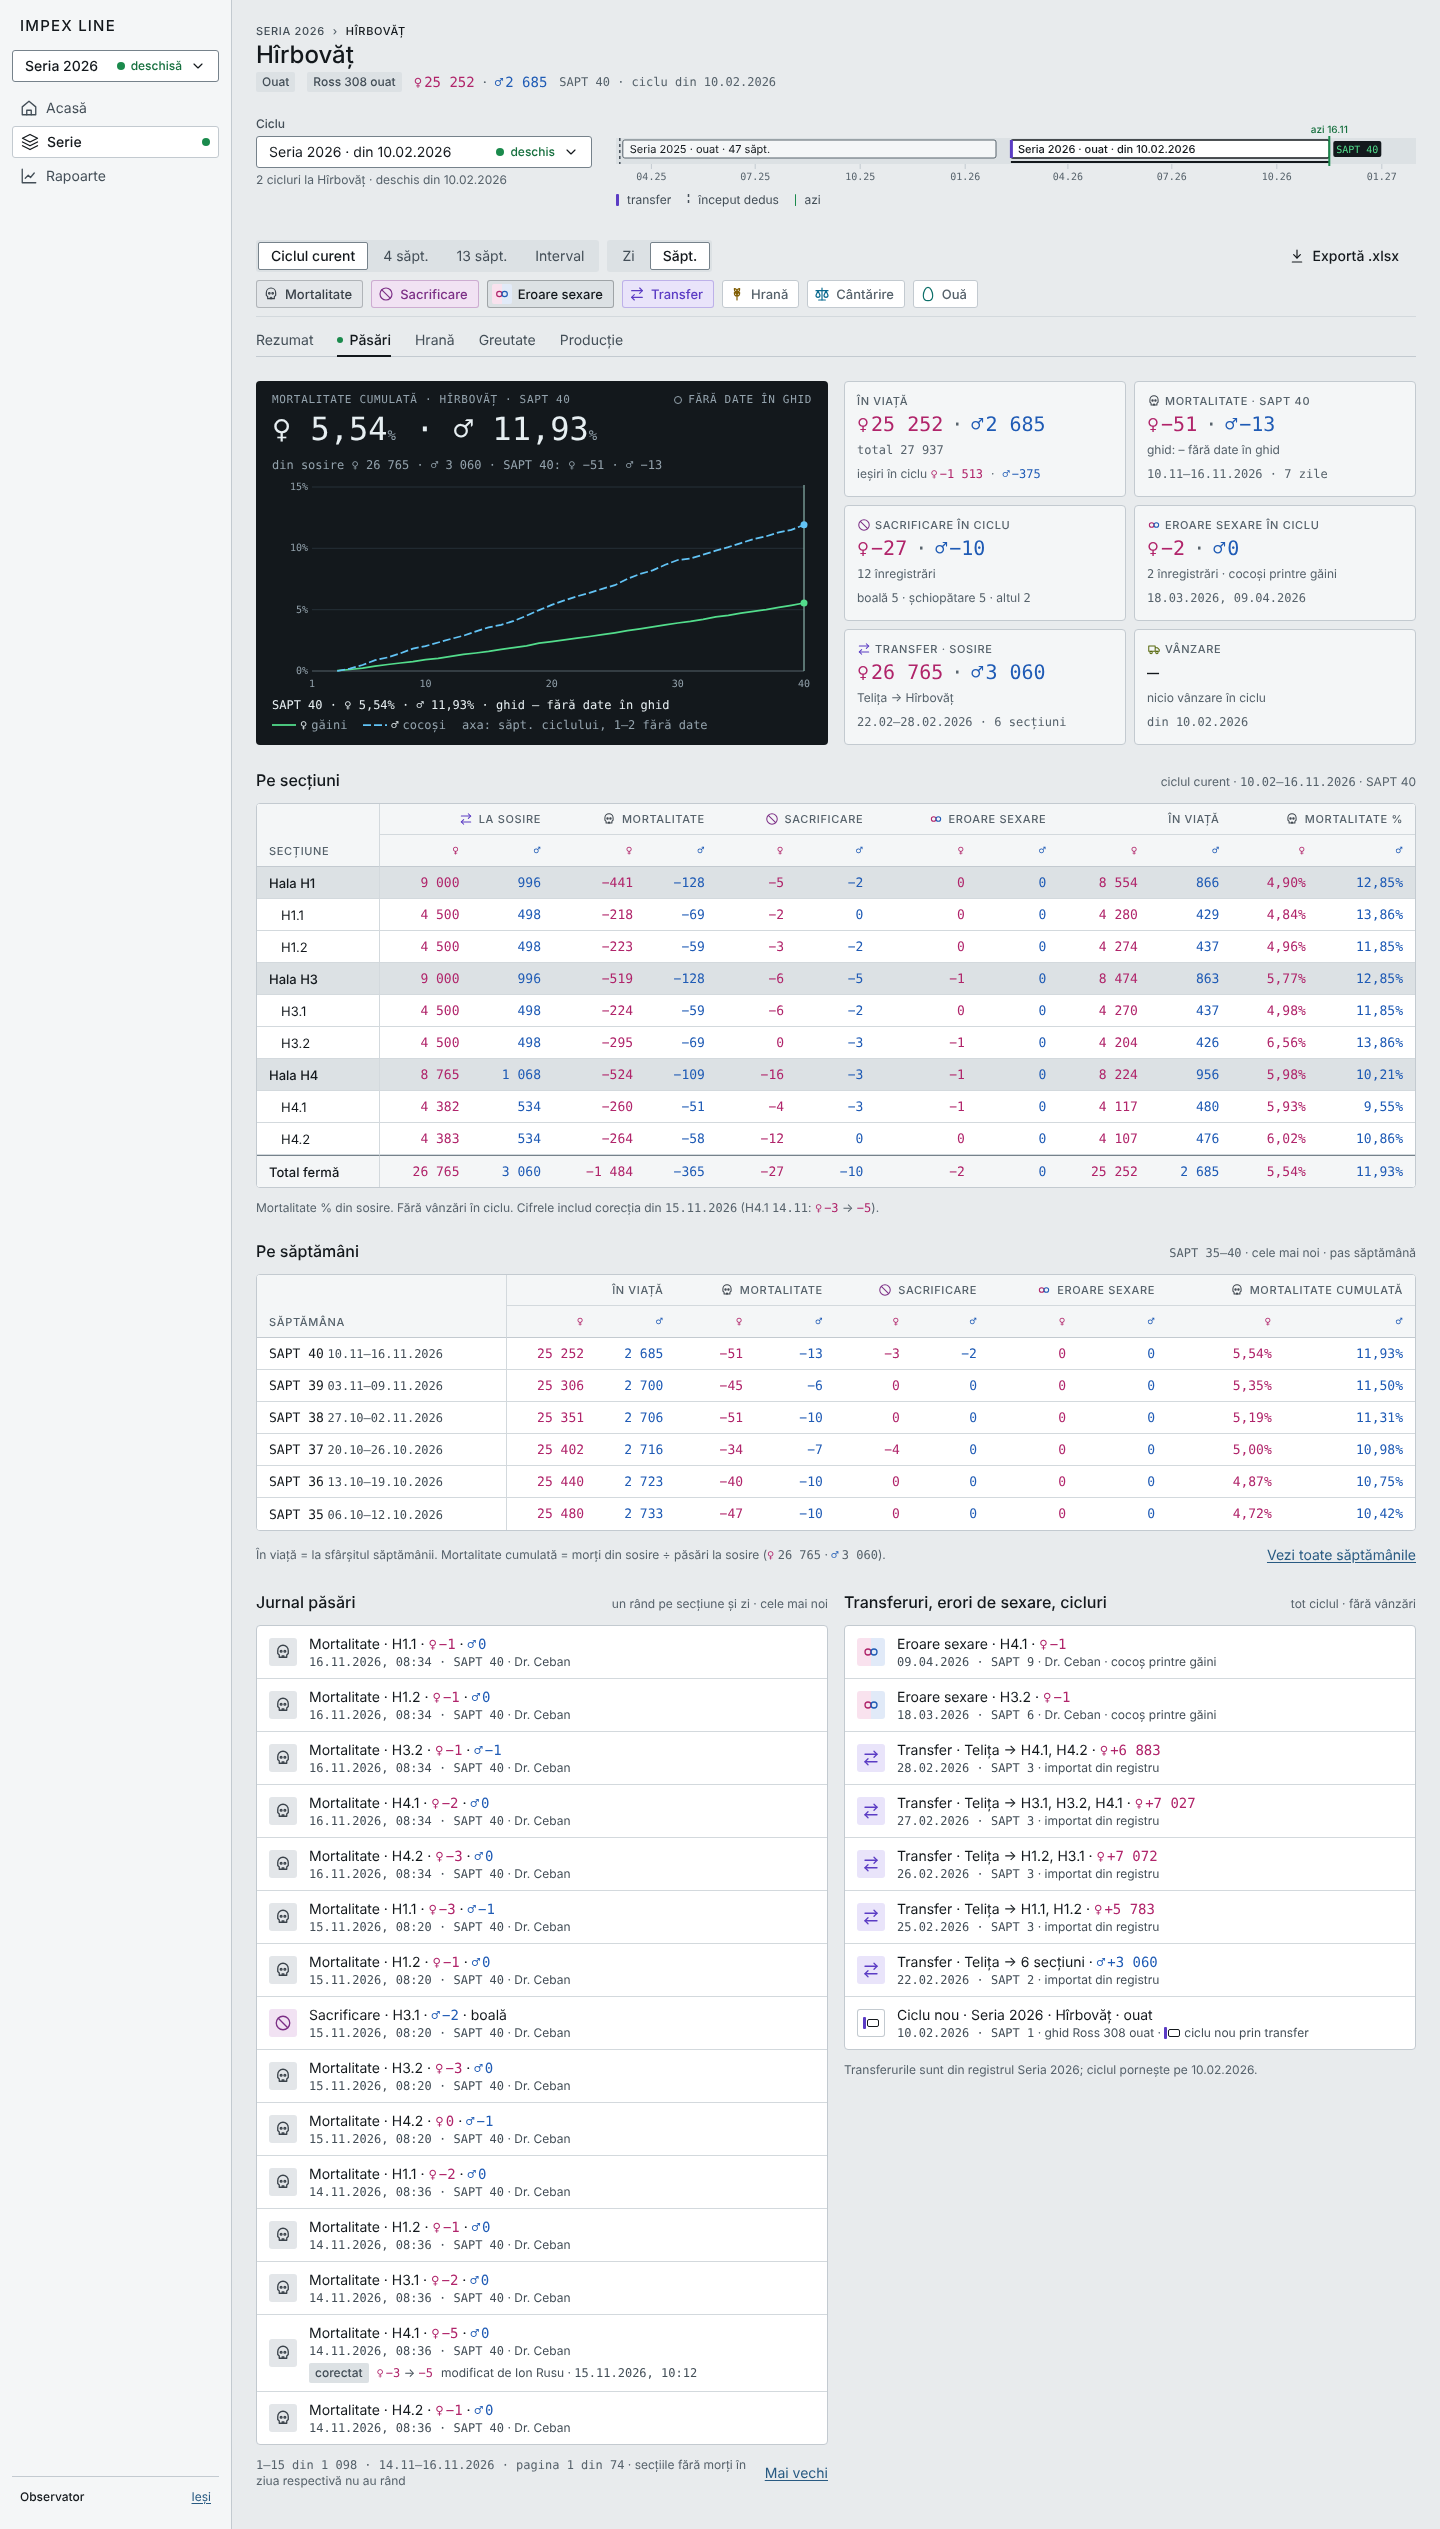 IMPEX LINE
Seria 2026 deschisă
Acasă
Serie
Rapoarte
SERIA 2026 › HÎRBOVĂȚ
Hîrbovăț
Ouat Ross 308 ouat ♀25 252 · ♂2 685 SAPT 40 · ciclu din 10.02.2026
Ciclu
Seria 2026 · din 10.02.2026 deschis
2 cicluri la Hîrbovăț · deschis din 10.02.2026
azi 16.11
Seria 2025 · ouat · 47 săpt. Seria 2026 · ouat · din 10.02.2026 SAPT 40
04.25 07.25 10.25 01.26 04.26 07.26 10.26 01.27
transfer început dedus azi
Ciclul curent 4 săpt. 13 săpt. Interval Zi Săpt. Exportă .xlsx
Mortalitate Sacrificare Eroare sexare Transfer Hrană Cântărire Ouă
Rezumat Păsări Hrană Greutate Producție
MORTALITATE CUMULATĂ · HÎRBOVĂȚ · SAPT 40 FĂRĂ DATE ÎN GHID
♀ 5,54% · ♂ 11,93%
din sosire ♀ 26 765 · ♂ 3 060 · SAPT 40: ♀ −51 · ♂ −13
15%
10%
5%
0%
1 10 20 30 40
SAPT 40 · ♀ 5,54% · ♂ 11,93% · ghid — fără date în ghid
♀ găini ♂ cocoși axa: săpt. ciclului, 1–2 fără date
ÎN VIAȚĂ
♀25 252 · ♂2 685
total 27 937
ieșiri în ciclu ♀−1 513 · ♂−375
MORTALITATE · SAPT 40
♀−51 · ♂−13
ghid: – fără date în ghid
10.11–16.11.2026 · 7 zile
SACRIFICARE ÎN CICLU
♀−27 · ♂−10
12 înregistrări
boală 5 · șchiopătare 5 · altul 2
EROARE SEXARE ÎN CICLU
♀−2 · ♂0
2 înregistrări · cocoși printre găini
18.03.2026, 09.04.2026
TRANSFER · SOSIRE
♀26 765 · ♂3 060
Telița → Hîrbovăț
22.02–28.02.2026 · 6 secțiuni
VÂNZARE
—
nicio vânzare în ciclu
din 10.02.2026
Pe secțiuni ciclul curent · 10.02–16.11.2026 · SAPT 40
LA SOSIRE MORTALITATE SACRIFICARE EROARE SEXARE ÎN VIAȚĂ MORTALITATE %
SECȚIUNE ♀ ♂ ♀ ♂ ♀ ♂ ♀ ♂ ♀ ♂ ♀ ♂
Hala H1 9 000 996 −441 −128 −5 −2 0 0 8 554 866 4,90% 12,85%
H1.1 4 500 498 −218 −69 −2 0 0 0 4 280 429 4,84% 13,86%
H1.2 4 500 498 −223 −59 −3 −2 0 0 4 274 437 4,96% 11,85%
Hala H3 9 000 996 −519 −128 −6 −5 −1 0 8 474 863 5,77% 12,85%
H3.1 4 500 498 −224 −59 −6 −2 0 0 4 270 437 4,98% 11,85%
H3.2 4 500 498 −295 −69 0 −3 −1 0 4 204 426 6,56% 13,86%
Hala H4 8 765 1 068 −524 −109 −16 −3 −1 0 8 224 956 5,98% 10,21%
H4.1 4 382 534 −260 −51 −4 −3 −1 0 4 117 480 5,93% 9,55%
H4.2 4 383 534 −264 −58 −12 0 0 0 4 107 476 6,02% 10,86%
Total fermă 26 765 3 060 −1 484 −365 −27 −10 −2 0 25 252 2 685 5,54% 11,93%
Mortalitate % din sosire. Fără vânzări în ciclu. Cifrele includ corecția din 15.11.2026 (H4.1 14.11: ♀−3 → −5).
Pe săptămâni SAPT 35–40 · cele mai noi · pas săptămână
ÎN VIAȚĂ MORTALITATE SACRIFICARE EROARE SEXARE MORTALITATE CUMULATĂ
SĂPTĂMÂNA ♀ ♂ ♀ ♂ ♀ ♂ ♀ ♂ ♀ ♂
SAPT 40 10.11–16.11.2026 25 252 2 685 −51 −13 −3 −2 0 0 5,54% 11,93%
SAPT 39 03.11–09.11.2026 25 306 2 700 −45 −6 0 0 0 0 5,35% 11,50%
SAPT 38 27.10–02.11.2026 25 351 2 706 −51 −10 0 0 0 0 5,19% 11,31%
SAPT 37 20.10–26.10.2026 25 402 2 716 −34 −7 −4 0 0 0 5,00% 10,98%
SAPT 36 13.10–19.10.2026 25 440 2 723 −40 −10 0 0 0 0 4,87% 10,75%
SAPT 35 06.10–12.10.2026 25 480 2 733 −47 −10 0 0 0 0 4,72% 10,42%
În viață = la sfârșitul săptămânii. Mortalitate cumulată = morți din sosire ÷ păsări la sosire (♀ 26 765 · ♂ 3 060). Vezi toate săptămânile
Jurnal păsări un rând pe secțiune și zi · cele mai noi
Mortalitate · H1.1 · ♀−1 · ♂0
16.11.2026, 08:34 · SAPT 40 · Dr. Ceban
Mortalitate · H1.2 · ♀−1 · ♂0
16.11.2026, 08:34 · SAPT 40 · Dr. Ceban
Mortalitate · H3.2 · ♀−1 · ♂−1
16.11.2026, 08:34 · SAPT 40 · Dr. Ceban
Mortalitate · H4.1 · ♀−2 · ♂0
16.11.2026, 08:34 · SAPT 40 · Dr. Ceban
Mortalitate · H4.2 · ♀−3 · ♂0
16.11.2026, 08:34 · SAPT 40 · Dr. Ceban
Mortalitate · H1.1 · ♀−3 · ♂−1
15.11.2026, 08:20 · SAPT 40 · Dr. Ceban
Mortalitate · H1.2 · ♀−1 · ♂0
15.11.2026, 08:20 · SAPT 40 · Dr. Ceban
Sacrificare · H3.1 · ♂−2 · boală
15.11.2026, 08:20 · SAPT 40 · Dr. Ceban
Mortalitate · H3.2 · ♀−3 · ♂0
15.11.2026, 08:20 · SAPT 40 · Dr. Ceban
Mortalitate · H4.2 · ♀0 · ♂−1
15.11.2026, 08:20 · SAPT 40 · Dr. Ceban
Mortalitate · H1.1 · ♀−2 · ♂0
14.11.2026, 08:36 · SAPT 40 · Dr. Ceban
Mortalitate · H1.2 · ♀−1 · ♂0
14.11.2026, 08:36 · SAPT 40 · Dr. Ceban
Mortalitate · H3.1 · ♀−2 · ♂0
14.11.2026, 08:36 · SAPT 40 · Dr. Ceban
Mortalitate · H4.1 · ♀−5 · ♂0
14.11.2026, 08:36 · SAPT 40 · Dr. Ceban
corectat ♀−3 → −5 modificat de Ion Rusu · 15.11.2026, 10:12
Mortalitate · H4.2 · ♀−1 · ♂0
14.11.2026, 08:36 · SAPT 40 · Dr. Ceban
1–15 din 1 098 · 14.11–16.11.2026 · pagina 1 din 74 · secțiile fără morți în
ziua respectivă nu au rând
Mai vechi
Transferuri, erori de sexare, cicluri tot ciclul · fără vânzări
Eroare sexare · H4.1 · ♀−1
09.04.2026 · SAPT 9 · Dr. Ceban · cocoș printre găini
Eroare sexare · H3.2 · ♀−1
18.03.2026 · SAPT 6 · Dr. Ceban · cocoș printre găini
Transfer · Telița → H4.1, H4.2 · ♀+6 883
28.02.2026 · SAPT 3 · importat din registru
Transfer · Telița → H3.1, H3.2, H4.1 · ♀+7 027
27.02.2026 · SAPT 3 · importat din registru
Transfer · Telița → H1.2, H3.1 · ♀+7 072
26.02.2026 · SAPT 3 · importat din registru
Transfer · Telița → H1.1, H1.2 · ♀+5 783
25.02.2026 · SAPT 3 · importat din registru
Transfer · Telița → 6 secțiuni · ♂+3 060
22.02.2026 · SAPT 2 · importat din registru
Ciclu nou · Seria 2026 · Hîrbovăț · ouat
10.02.2026 · SAPT 1 · ghid Ross 308 ouat · ciclu nou prin transfer
Transferurile sunt din registrul Seria 2026; ciclul pornește pe 10.02.2026.
Observator Ieși